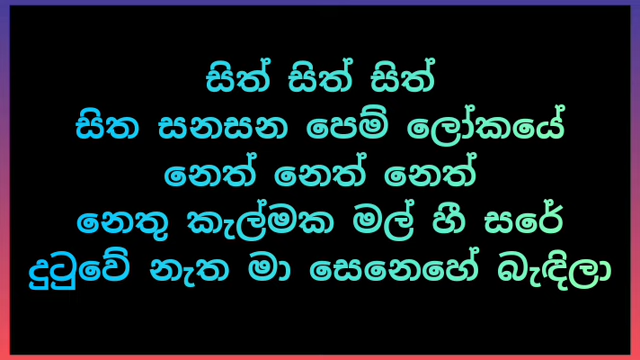 සිත් සිත් සිත්
සිත සනසන පෙම් ලෝකයේ
නෙත් නෙත් නෙත්
නෙතු කැල්මක මල් හී සරේ
දුටුවේ නැත මා සෙනෙහේ බැඳිලා